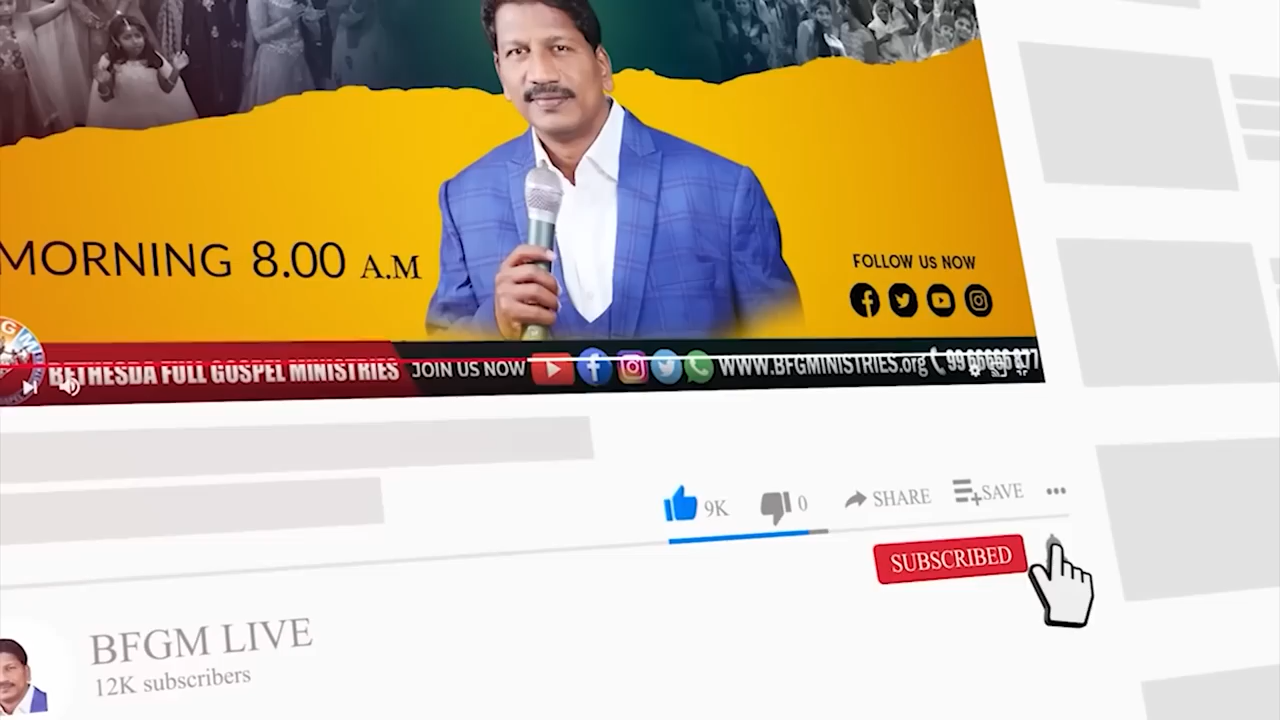 MORNING 8.00 A.M
FOLLOW US NOW
BETHESDA FULL GOSPEL MINISTRIES JOIN US NOW WWW.BFGMINISTRIES.org
9K 0 SHARE SAVE
SUBSCRIBED
BFGM LIVE
12K subscribers